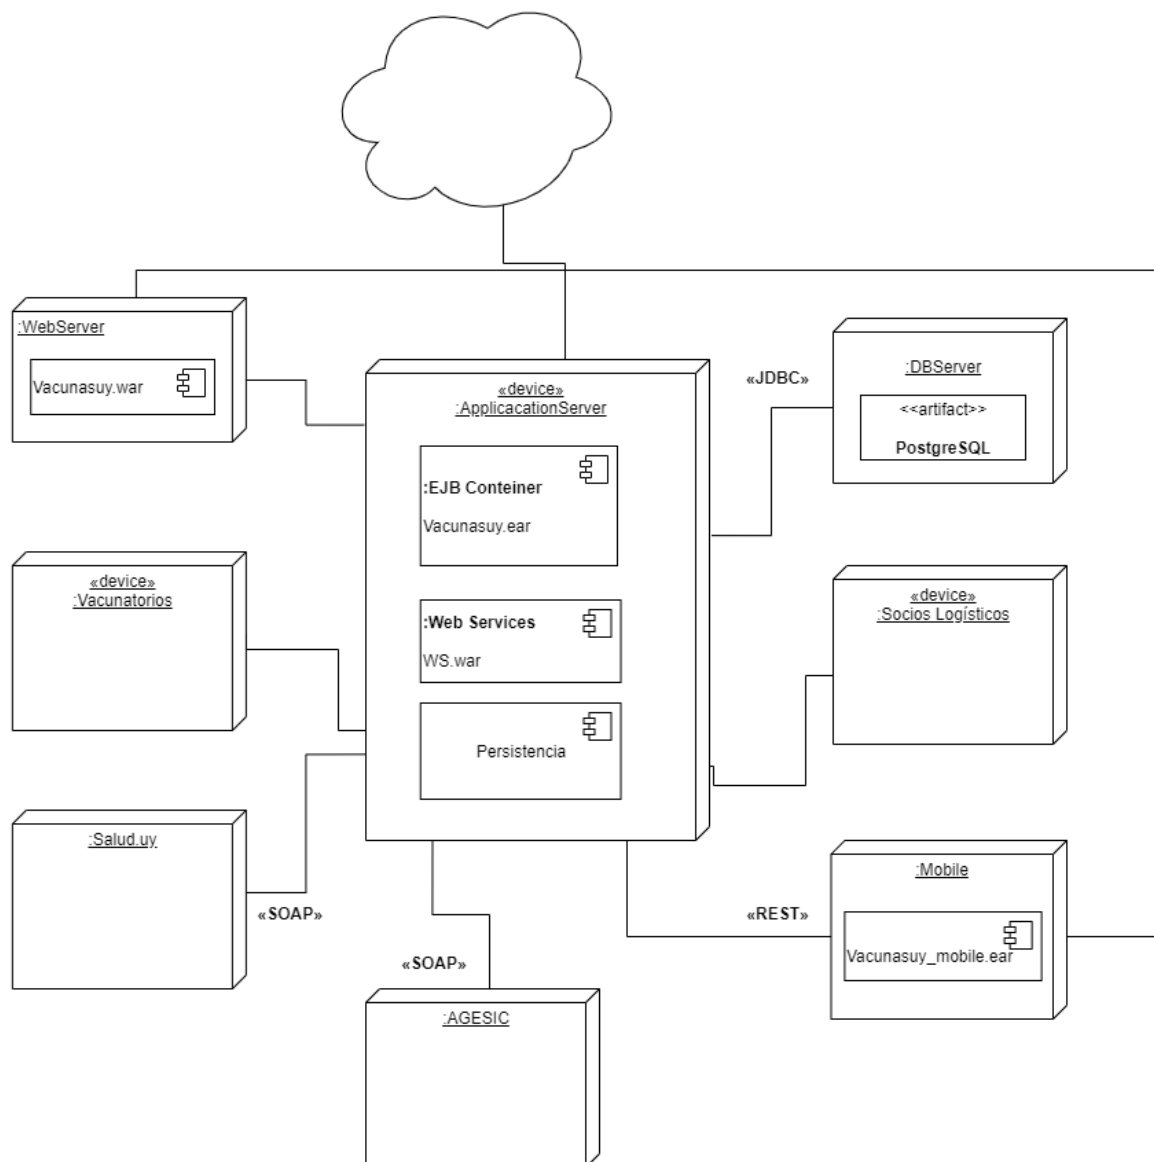 :WebServer
Vacunasuy.war
«device»
:ApplicacationServer
:EJB Conteiner
Vacunasuy.ear
:Web Services
WS.war
Persistencia
«JDBC»
:DBServer
<<artifact>>
PostgreSQL
«device»
:Vacunatorios
«device»
:Socios Logísticos
:Salud.uy
«SOAP»
«SOAP»
:AGESIC
«REST»
:Mobile
Vacunasuy_mobile.ear